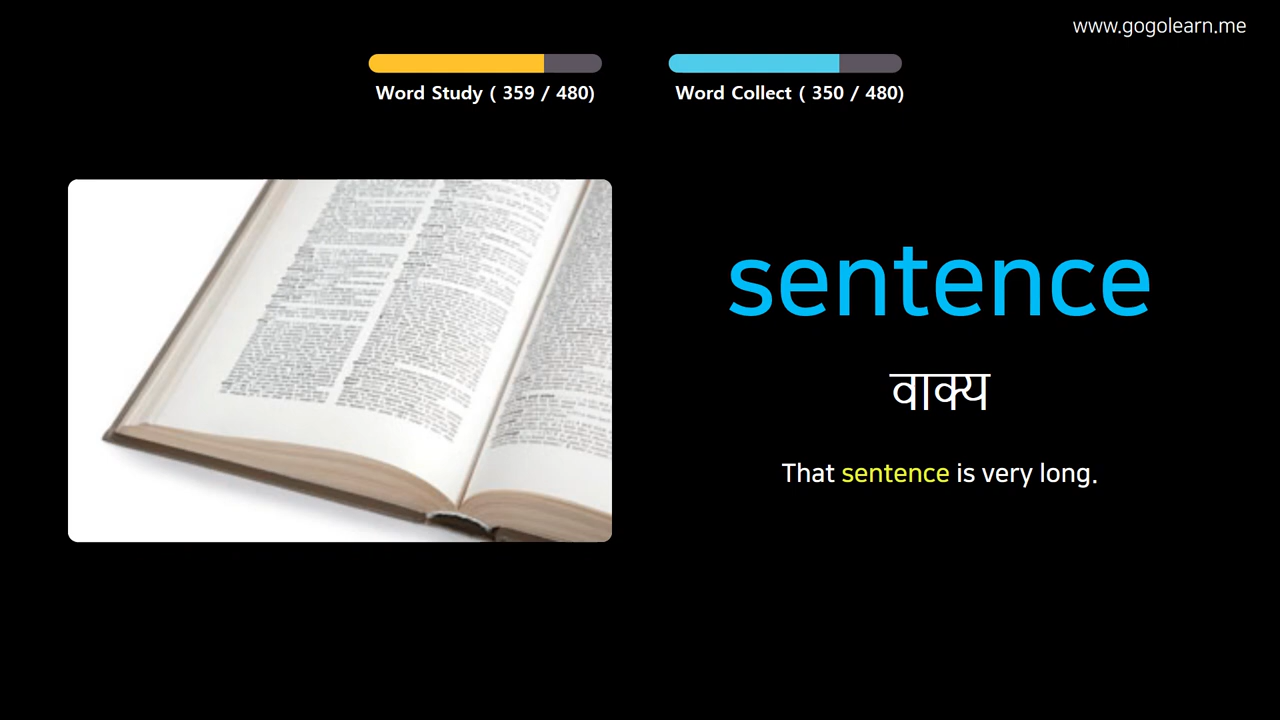 www.gogolearn.me
Word Study ( 359 / 480)
Word Collect ( 350 / 480)
sentence
वाक्य
That sentence is very long.